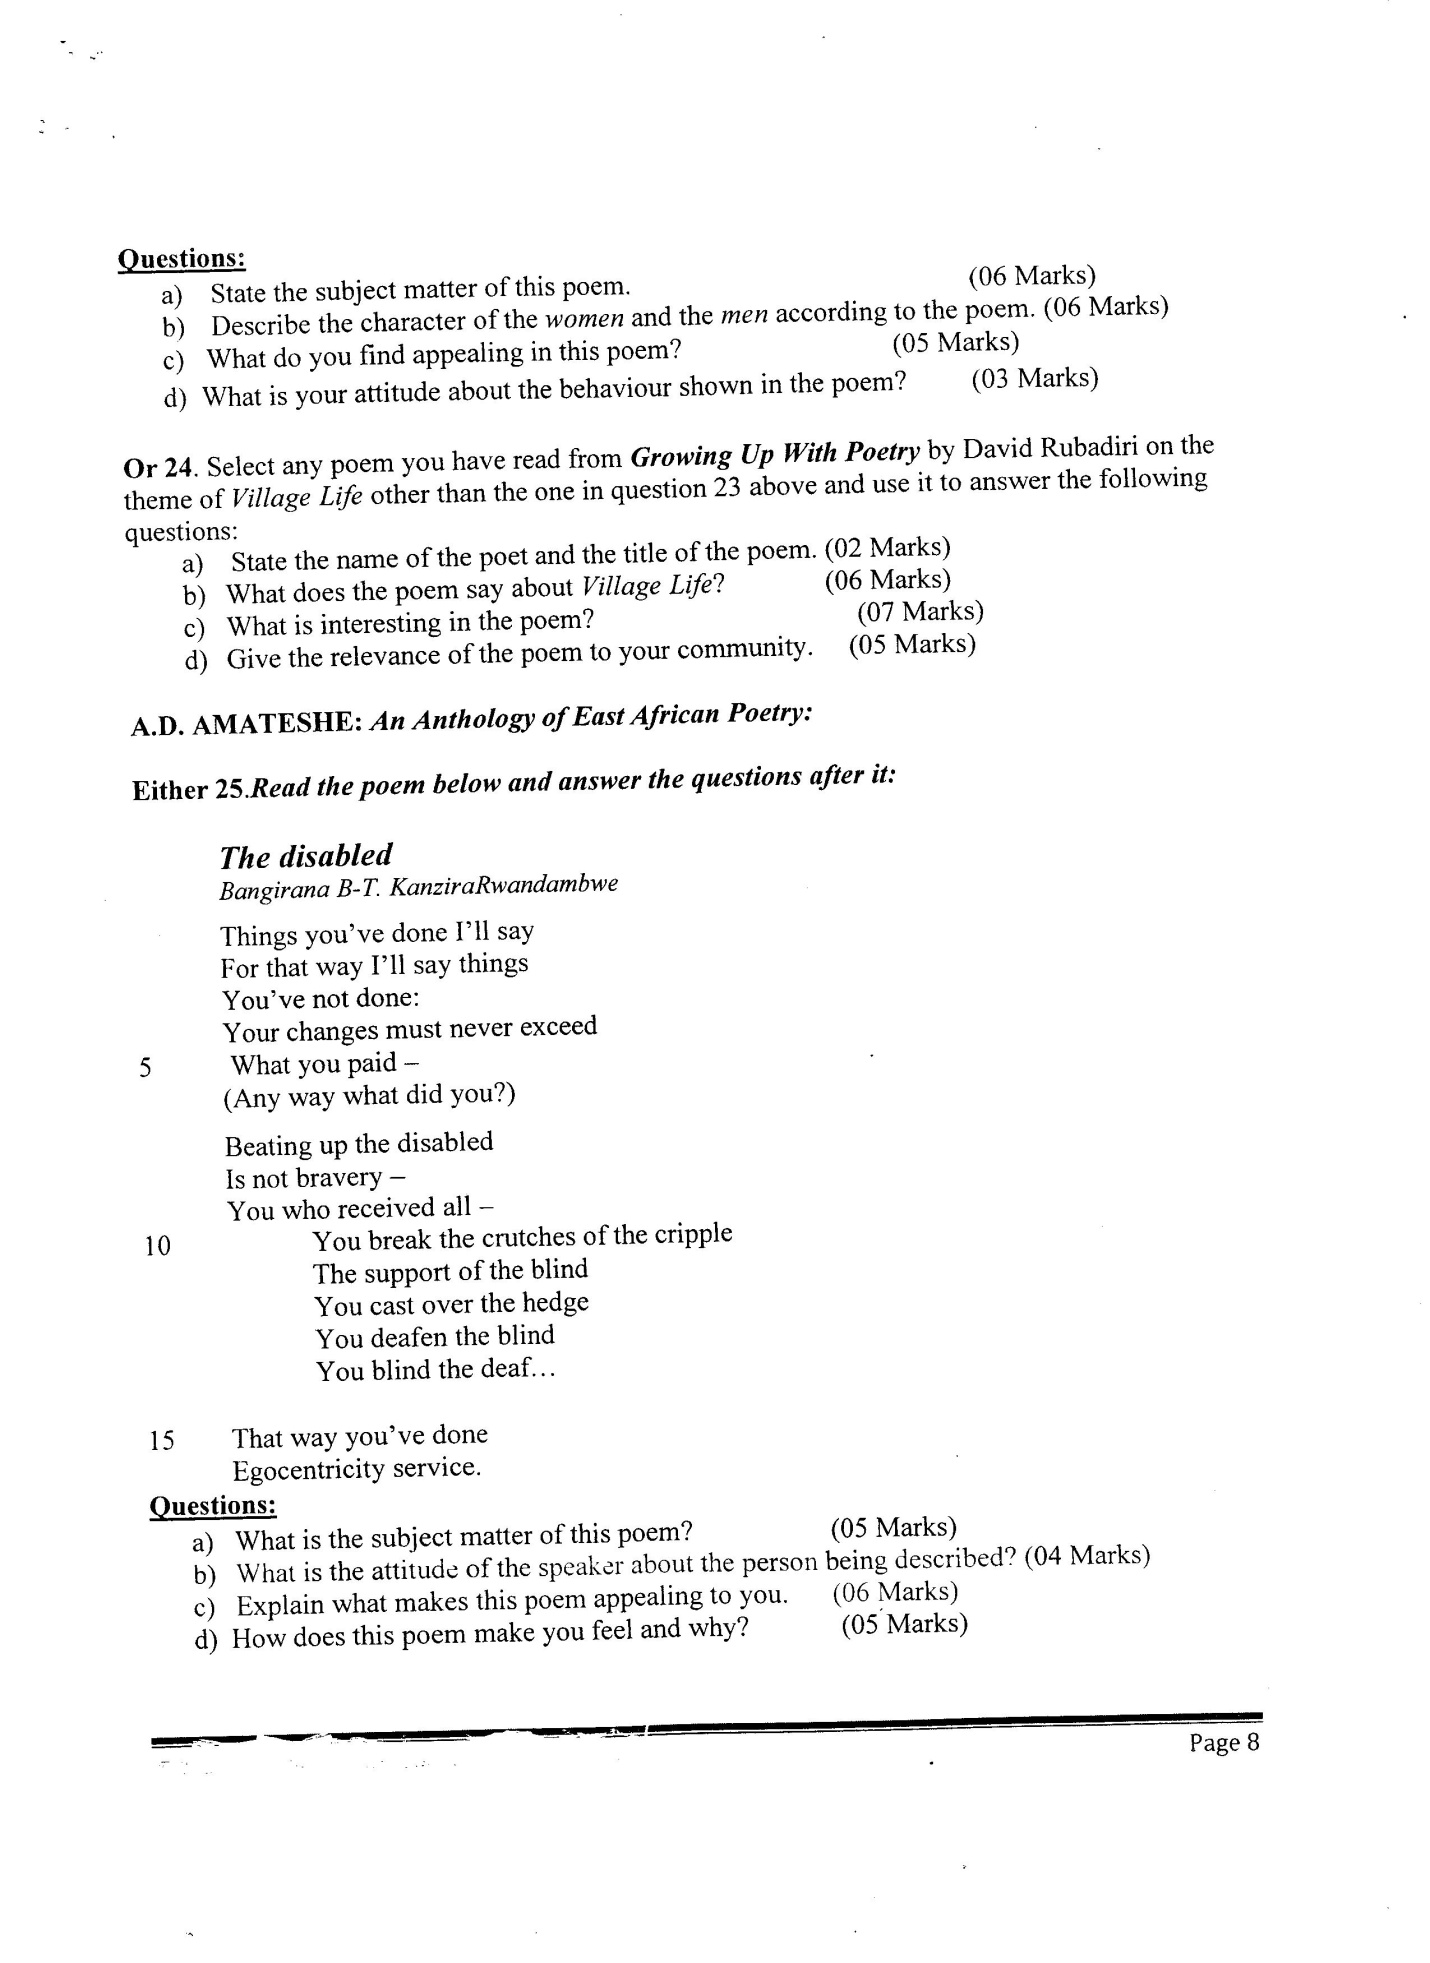 Questions:
a) State the subject matter of this poem. (06 Marks)
b) Describe the character of the women and the men according to the poem. (06 Marks)
c) What do you find appealing in this poem? (05 Marks)
d) What is your attitude about the behaviour shown in the poem? (03 Marks)
Or 24. Select any poem you have read from Growing Up With Poetry by David Rubadiri on the
theme of Village Life other than the one in question 23 above and use it to answer the following
questions:
a) State the name of the poet and the title of the poem. (02 Marks)
b) What does the poem say about Village Life? (06 Marks)
c) What is interesting in the poem? (07 Marks)
d) Give the relevance of the poem to your community. (05 Marks)
A.D. AMATESHE: An Anthology of East African Poetry:
Either 25.Read the poem below and answer the questions after it:
The disabled
Bangirana B-T. KanziraRwandambwe
Things you've done I'll say
For that way I'll say things
You've not done:
Your changes must never exceed
5 What you paid –
(Any way what did you?)
Beating up the disabled
Is not bravery –
You who received all –
10 You break the crutches of the cripple
The support of the blind
You cast over the hedge
You deafen the blind
You blind the deaf...
15 That way you've done
Egocentricity service.
Questions:
a) What is the subject matter of this poem? (05 Marks)
b) What is the attitude of the speaker about the person being described? (04 Marks)
c) Explain what makes this poem appealing to you. (06 Marks)
d) How does this poem make you feel and why? (05 Marks)
Page 8